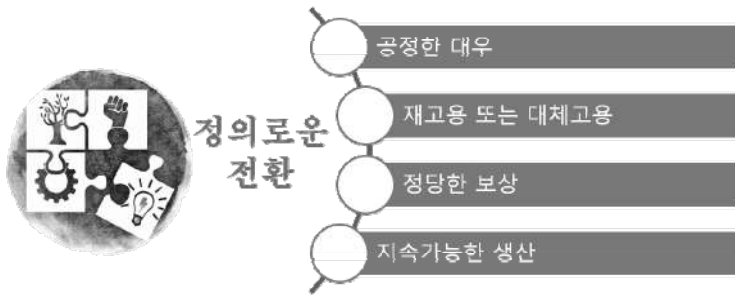 정의로운
전환
공정한 대우
재고용 또는 대체고용
정당한 보상
지속가능한 생산